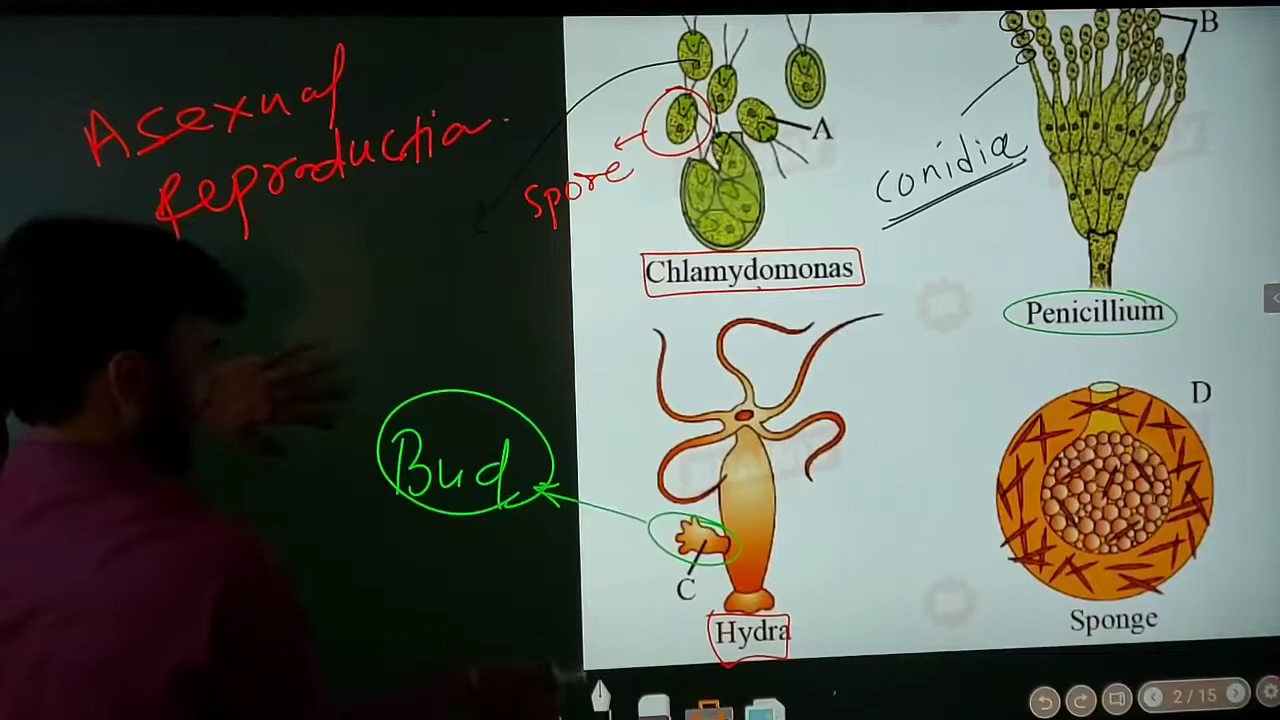 Asexual
Reproduction.
B
A
Spore
conidia
Chlamydomonas
Penicillium
Bud
D
C
Hydra
Sponge
2/15